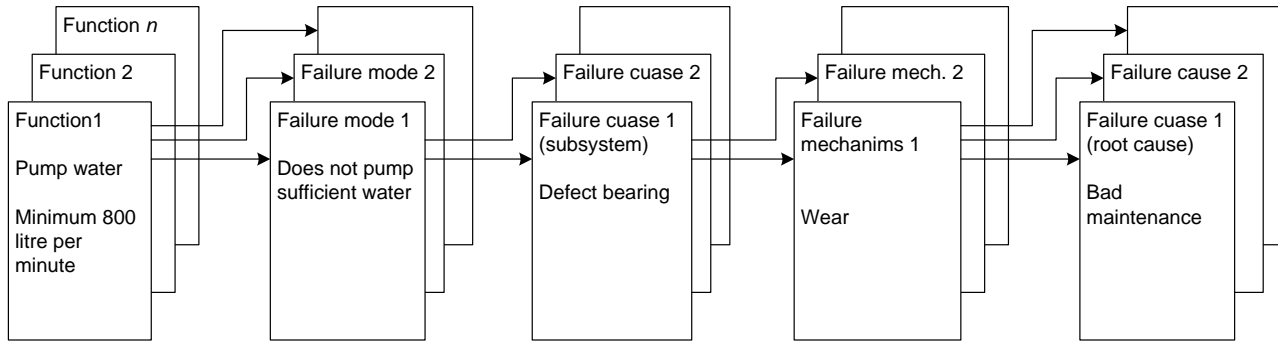 Function n
Function 2
Function1
Pump water
Minimum 800
litre per
minute
Failure mode 2
Failure mode 1
Does not pump
sufficient water
Failure cuase 2
Failure cuase 1
(subsystem)
Defect bearing
Failure mech. 2
Failure
mechanims 1
Wear
Failure cause 2
Failure cuase 1
(root cause)
Bad
maintenance